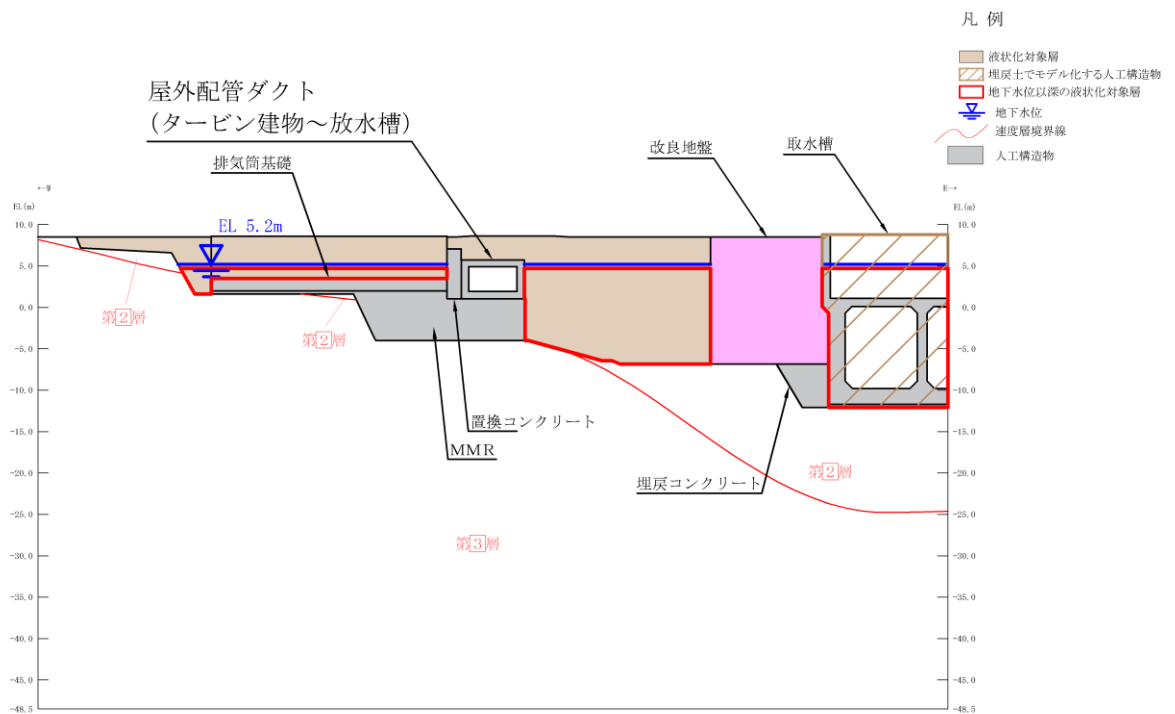 凡 例
液状化対象層
埋戻土でモデル化する人工構造物
地下水位以深の液状化対象層
地下水位
速度層境界線
人工構造物
屋外配管ダクト
(タービン建物～放水槽)
排気筒基礎
改良地盤
取水槽
←W
E→
EL(m)
EL(m)
EL 5.2m
10.0
10.0
5.0
5.0
0.0
0.0
第2層
第2層
-5.0
-5.0
-10.0
-10.0
置換コンクリート
-15.0
-15.0
MMR
第2層
-20.0
-20.0
埋戻コンクリート
-25.0
-25.0
第3層
-30.0
-30.0
-35.0
-35.0
-40.0
-40.0
-45.0
-45.0
-48.5
-48.5